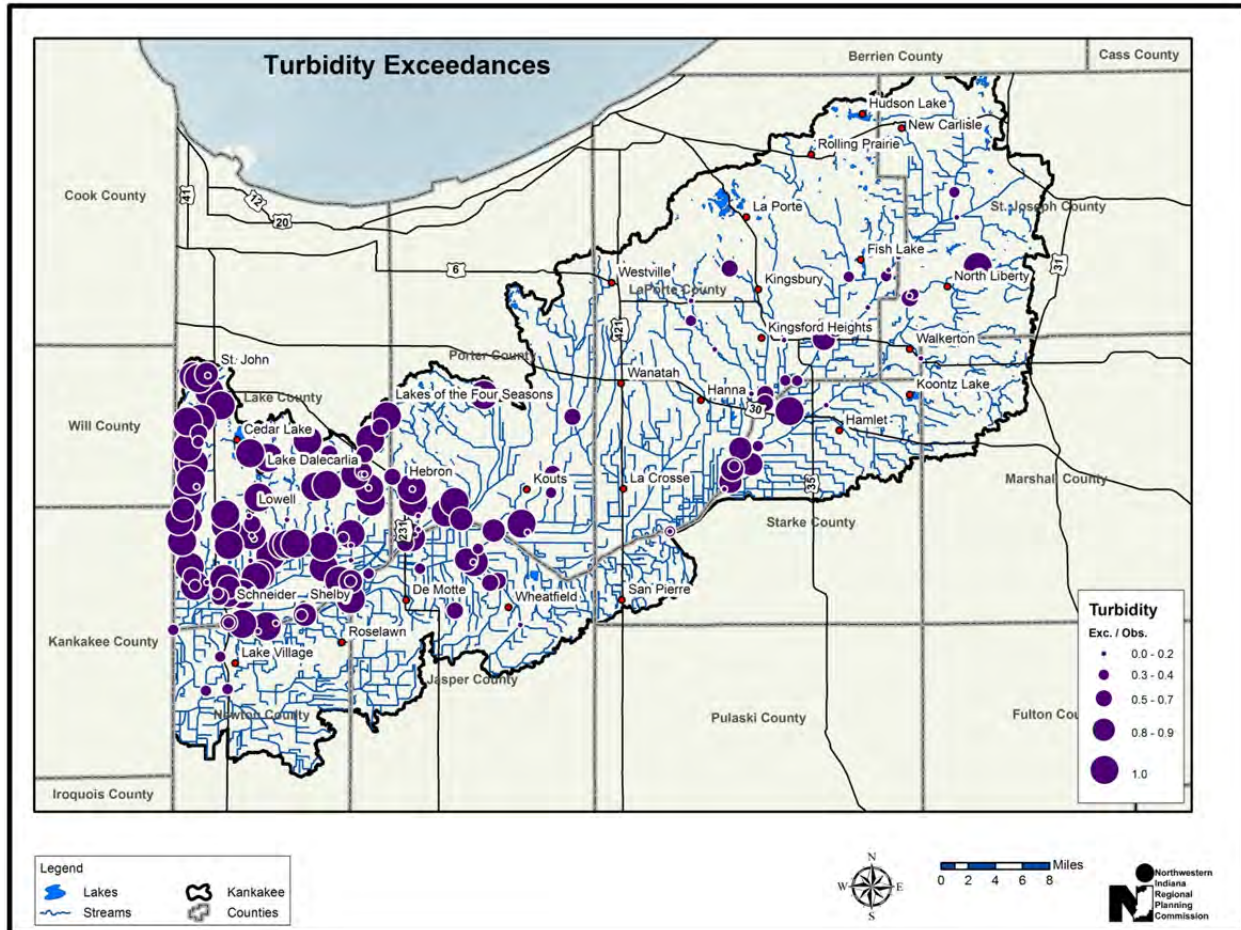 Turbidity Exceedances
Berrien County
Cass County
Hudson Lake
New Carlisle
Rolling Prairie
Cook County
41
12
20
St. Joseph County
La Porte
Fish Lake
6
31
Westville
LaPorte County
Kingsbury
North Liberty
421
Kingsford Heights
Walkerton
St. John
Porter County
Wanatah
Hanna
Koontz Lake
Lake County
Lakes of the Four Seasons
30
Will County
Cedar Lake
Hamlet
Lake Dalecarlia
Hebron
Kouts
La Crosse
35
Marshall County
Lowell
Starke County
231
De Motte
San Pierre
Schneider
Shelby
Wheatfield
Kankakee County
Roselawn
Lake Village
Jasper County
Newton County
Pulaski County
Fulton Cou
Iroquois County
Turbidity
Exc. / Obs.
0.0 - 0.2
0.3 - 0.4
0.5 - 0.7
0.8 - 0.9
1.0
Legend
Lakes
Kankakee
Streams
Counties
N
W
E
S
Miles
0 2 4 6 8
Northwestern
Indiana
Regional
Planning
Commission